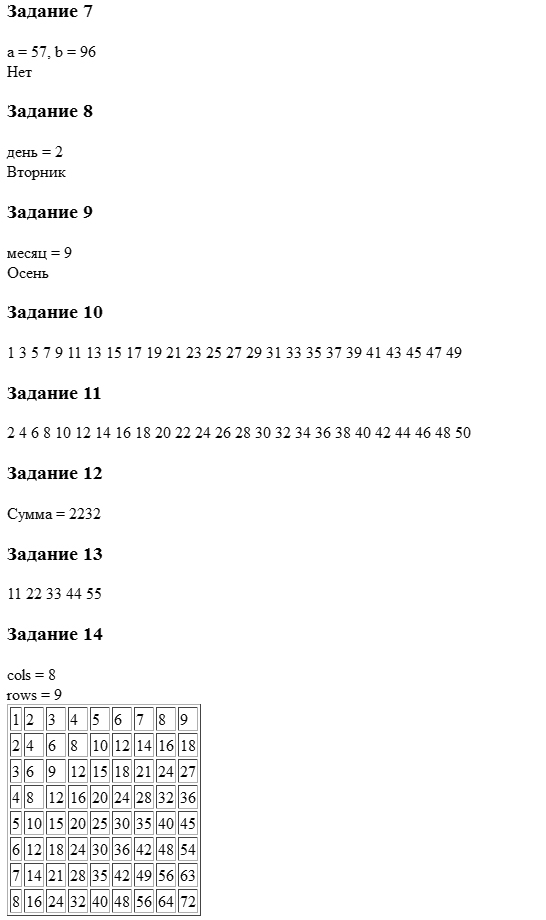 Задание 7
a = 57, b = 96
Нет
Задание 8
день = 2
Вторник
Задание 9
месяц = 9
Осень
Задание 10
1 3 5 7 9 11 13 15 17 19 21 23 25 27 29 31 33 35 37 39 41 43 45 47 49
Задание 11
2 4 6 8 10 12 14 16 18 20 22 24 26 28 30 32 34 36 38 40 42 44 46 48 50
Задание 12
Сумма = 2232
Задание 13
11 22 33 44 55
Задание 14
cols = 8
rows = 9
1 2 3 4 5 6 7 8 9
2 4 6 8 10 12 14 16 18
3 6 9 12 15 18 21 24 27
4 8 12 16 20 24 28 32 36
5 10 15 20 25 30 35 40 45
6 12 18 24 30 36 42 48 54
7 14 21 28 35 42 49 56 63
8 16 24 32 40 48 56 64 72